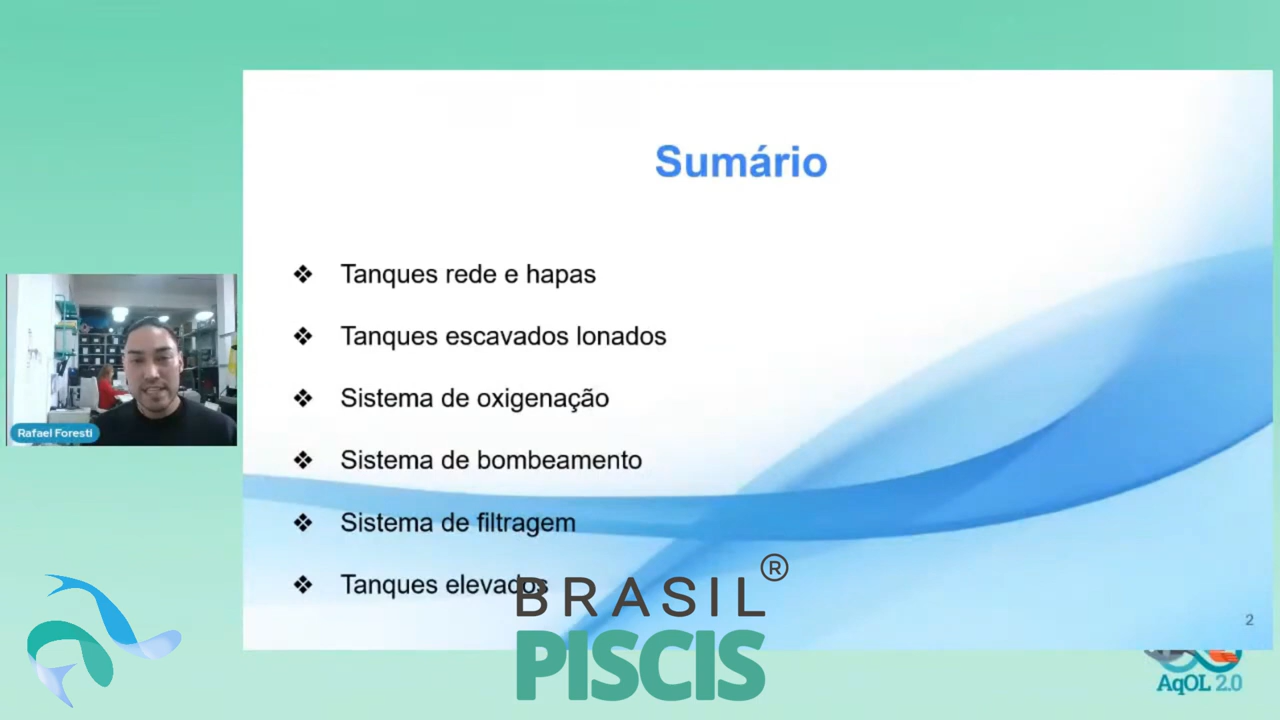 Sumário
❖ Tanques rede e hapas
❖ Tanques escavados lonados
❖ Sistema de oxigenação
❖ Sistema de bombeamento
❖ Sistema de filtragem
❖ Tanques elevados
Rafael Foresti
BRASIL®
PISCIS
2
AqOL 2.0